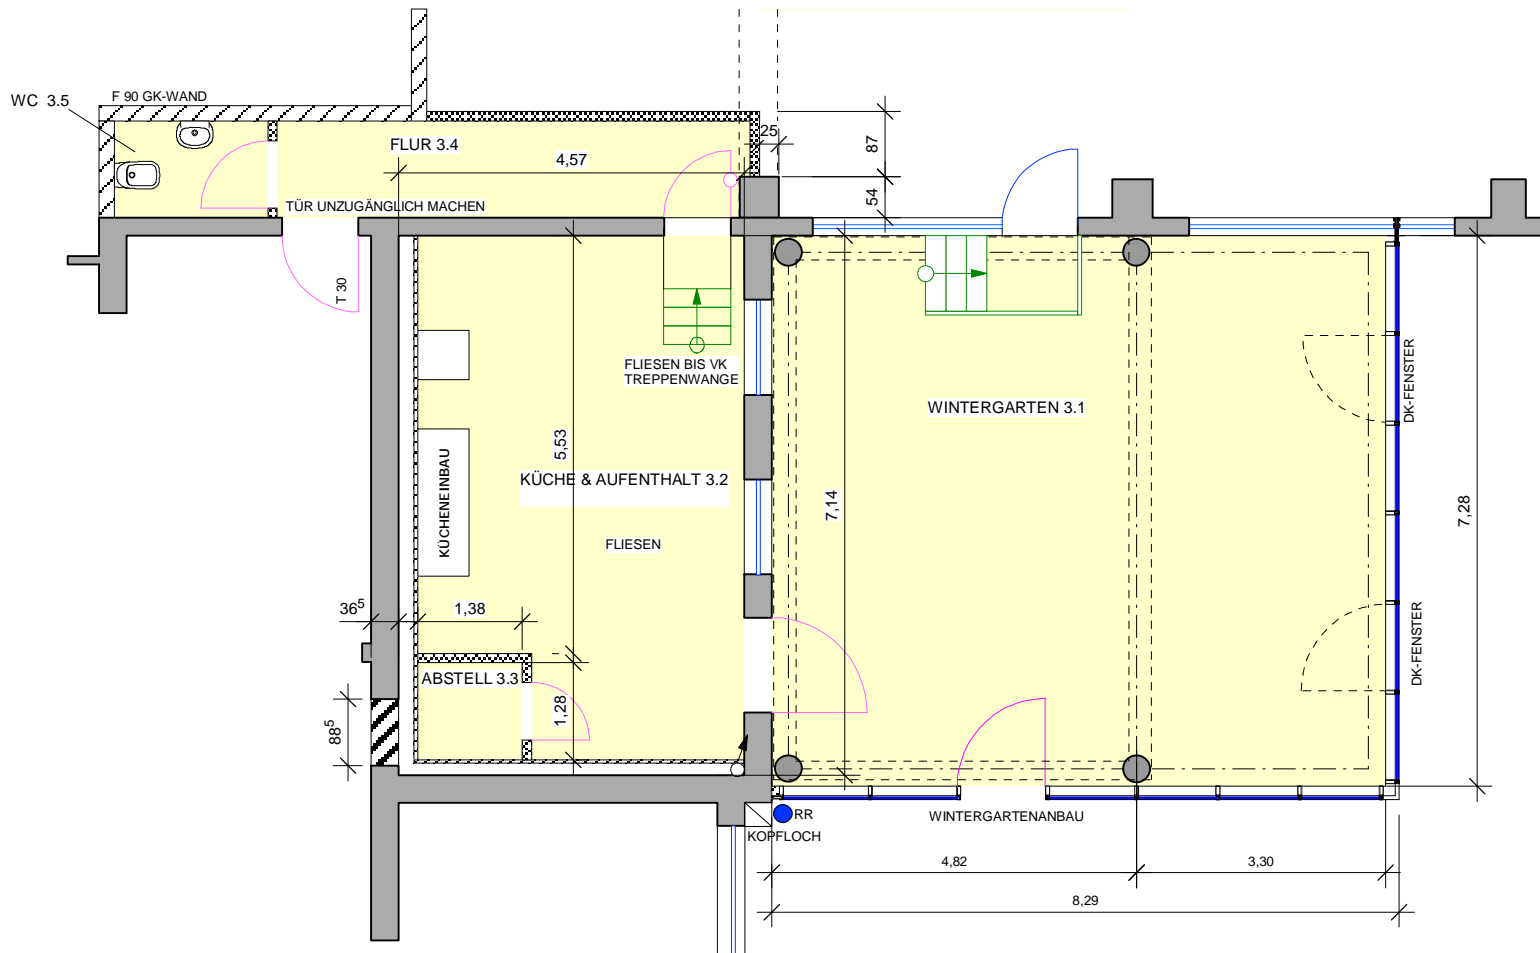 F 90 GK-WAND
WC 3.5
FLUR 3.4
25
87
4,57
54
TÜR UNZUGÄNGLICH MACHEN
T 30
FLIESEN BIS VK
TREPPENWANGE
WINTERGARTEN 3.1
DK-FENSTER
5,53
KÜCHE & AUFENTHALT 3.2
KÜCHENEINBAU
7,14
7,28
FLIESEN
36⁵
1,38
DK-FENSTER
ABSTELL 3.3
1,28
88⁵
RR
KOPFLOCH
WINTERGARTENANBAU
4,82
3,30
8,29